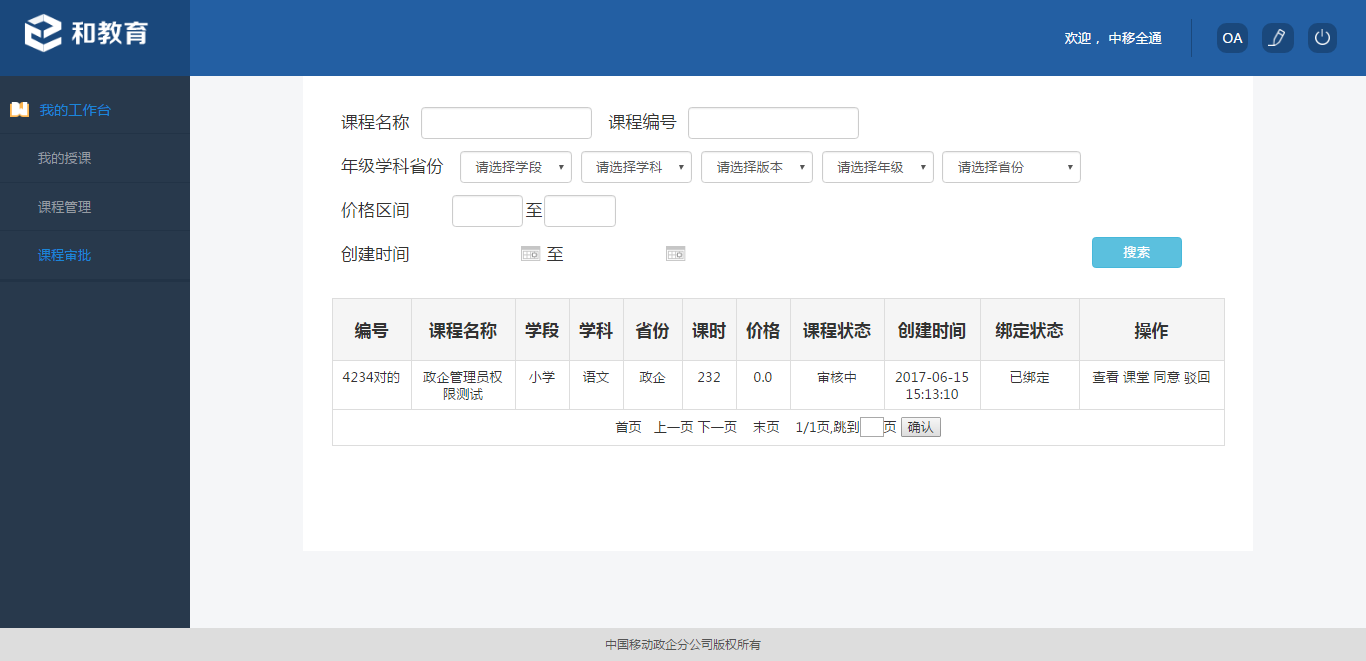 和教育
欢迎， 中移全通
OA
我的工作台
我的授课
课程管理
课程审批
课程名称 课程编号
年级学科省份 请选择学段 请选择学科 请选择版本 请选择年级 请选择省份
价格区间 至
创建时间 至 搜索
编号 课程名称 学段 学科 省份 课时 价格 课程状态 创建时间 绑定状态 操作
4234对的 政企管理员权 小学 语文 政企 232 0.0 审核中 2017-06-15 已绑定 查看 课堂 同意 驳回
限测试 15:13:10
首页 上一页 下一页 末页 1/1页,跳到 页 确认
中国移动政企分公司版权所有